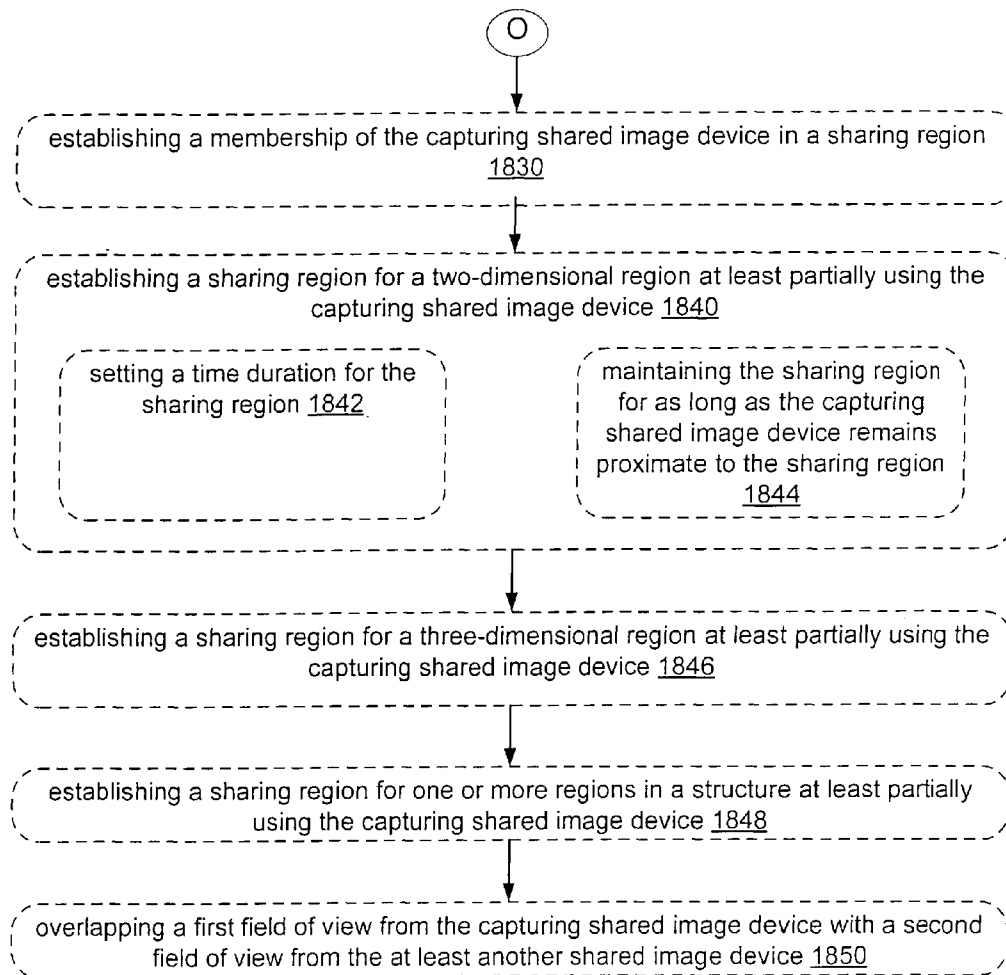 O
establishing a membership of the capturing shared image device in a sharing region
1830
establishing a sharing region for a two-dimensional region at least partially using the
capturing shared image device 1840
setting a time duration for the
sharing region 1842
maintaining the sharing region
for as long as the capturing
shared image device remains
proximate to the sharing region
1844
establishing a sharing region for a three-dimensional region at least partially using the
capturing shared image device 1846
establishing a sharing region for one or more regions in a structure at least partially
using the capturing shared image device 1848
overlapping a first field of view from the capturing shared image device with a second
field of view from the at least another shared image device 1850